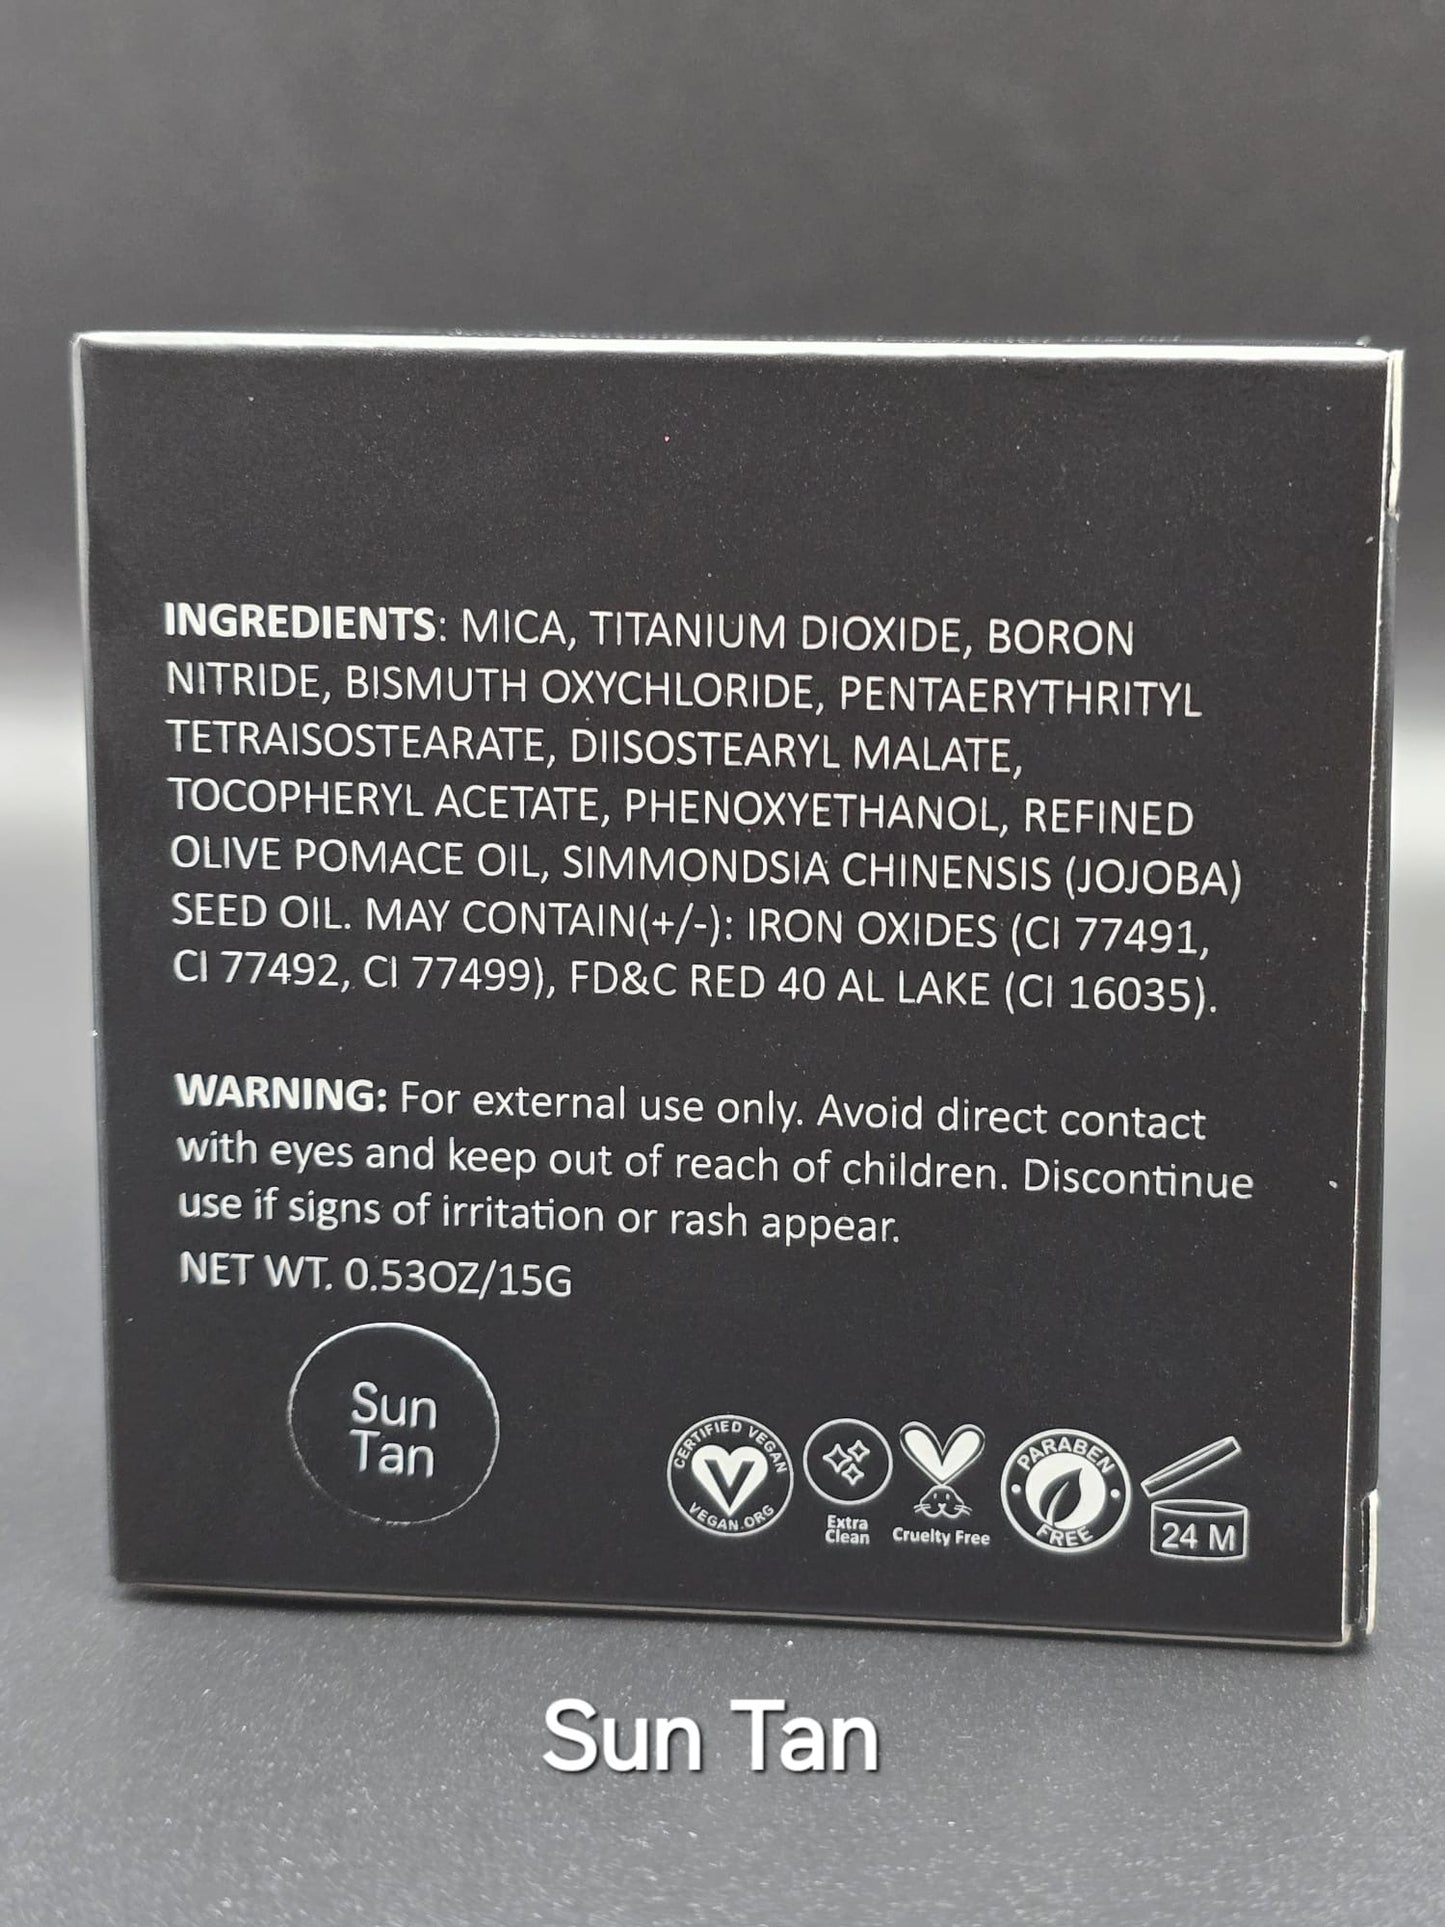 INGREDIENTS: MICA, TITANIUM DIOXIDE, BORON
NITRIDE, BISMUTH OXYCHLORIDE, PENTAERYTHRITYL
TETRAISOSTEARATE, DIISOSTEARYL MALATE,
TOCOPHERYL ACETATE, PHENOXYETHANOL, REFINED
OLIVE POMACE OIL, SIMMONDSIA CHINENSIS (JOJOBA)
SEED OIL. MAY CONTAIN(+/-): IRON OXIDES (CI 77491,
CI 77492, CI 77499), FD&C RED 40 AL LAKE (CI 16035).
WARNING: For external use only. Avoid direct contact
with eyes and keep out of reach of children. Discontinue
use if signs of irritation or rash appear.
NET WT. 0.53OZ/15G
Sun
Tan
CERTIFIED VEGAN
VEGAN.ORG
Extra
Clean
Cruelty Free
PARABEN
FREE
24 M
Sun Tan